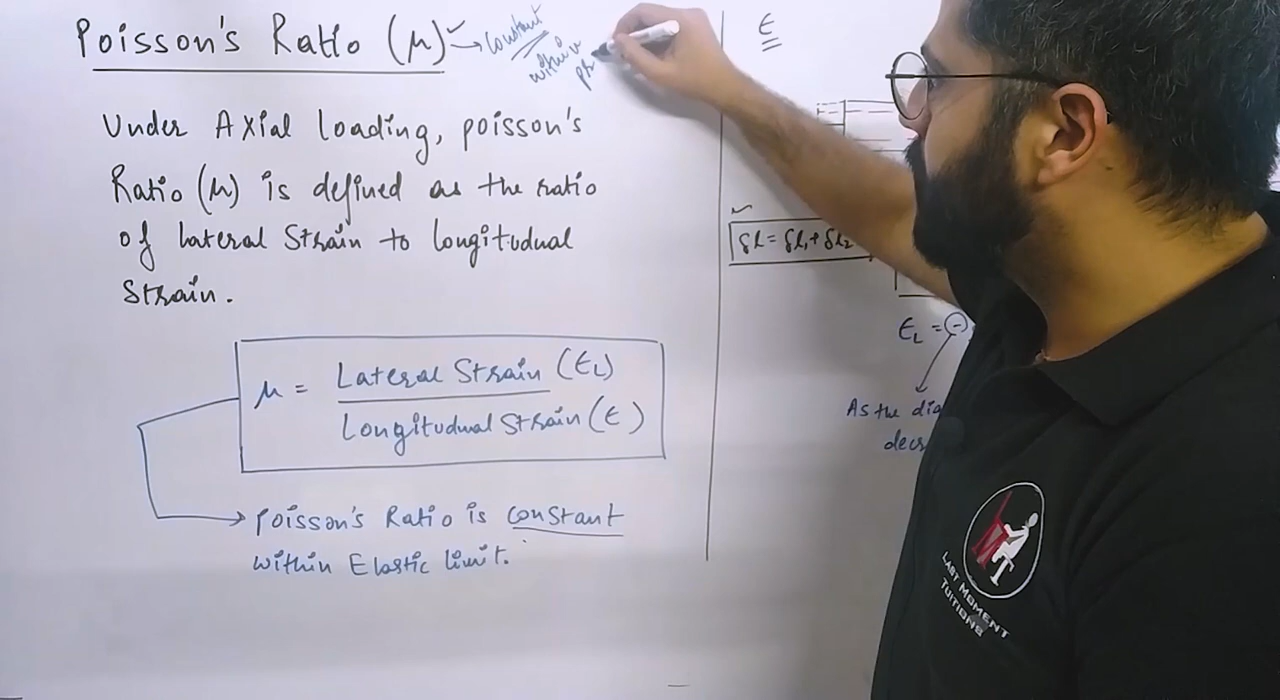 Poisson's Ratio (μ) → Constant
within
Under Axial loading, poisson's
Ratio (μ) is defined as the ratio
of lateral Strain to longitudual
Strain.
μ = Lateral Strain (ϵL)
Longitudual Strain (ϵ)
Poisson's Ratio is constant
within Elastic limit.
ϵ
δl = δl₁ + δl₂
ϵL = ⊖
As the dia
decr
LAST MOMENT
TUITIONS